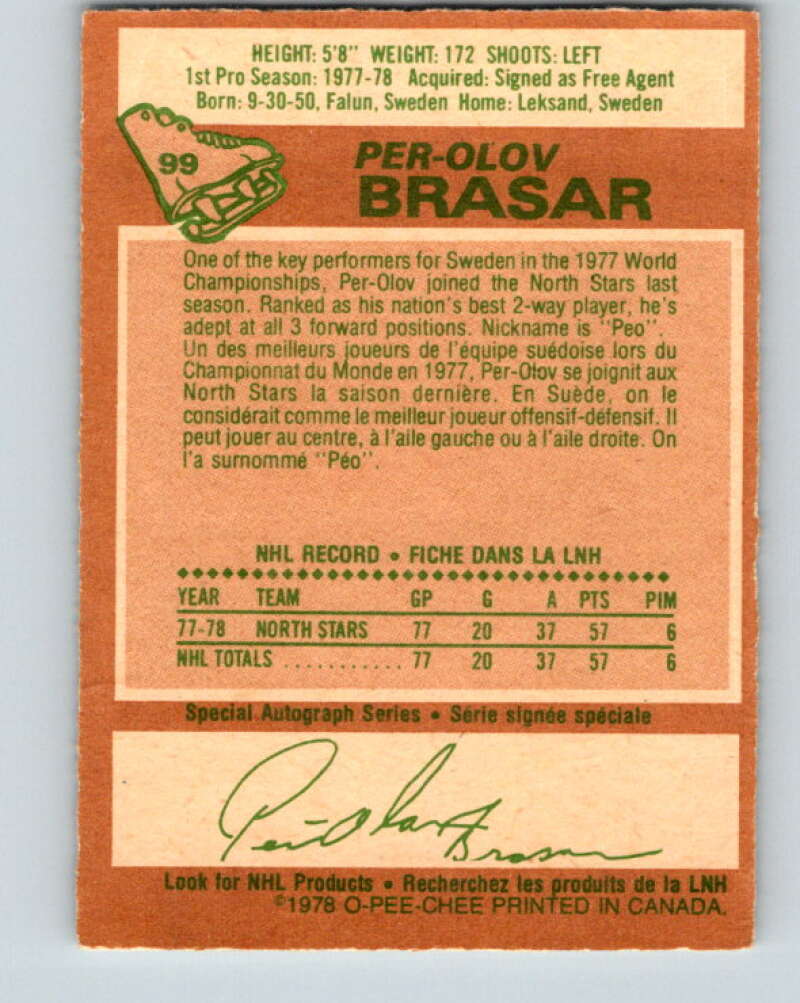 HEIGHT: 5'8" WEIGHT: 172 SHOOTS: LEFT
1st Pro Season: 1977-78 Acquired: Signed as Free Agent
Born: 9-30-50, Falun, Sweden Home: Leksand, Sweden
99
PER-OLOV
BRASAR
One of the key performers for Sweden in the 1977 World
Championships, Per-Olov joined the North Stars last
season. Ranked as his nation's best 2-way player, he's
adept at all 3 forward positions. Nickname is "Peo".
Un des meilleurs joueurs de l'équipe suédoise lors du
Championnat du Monde en 1977, Per-Olov se joignit aux
North Stars la saison dernière. En Suède, on le
considérait comme le meilleur joueur offensif-défensif. Il
peut jouer au centre, à l'aile gauche ou à l'aile droite. On
l'a surnommé "Péo".
NHL RECORD • FICHE DANS LA LNH
YEAR TEAM GP G A PTS PIM
77-78 NORTH STARS 77 20 37 57 6
NHL TOTALS ........... 77 20 37 57 6
Special Autograph Series • Série signée spéciale
Per-Olov Brasar
Look for NHL Products • Recherchez les produits de la LNH
©1978 O-PEE-CHEE PRINTED IN CANADA.